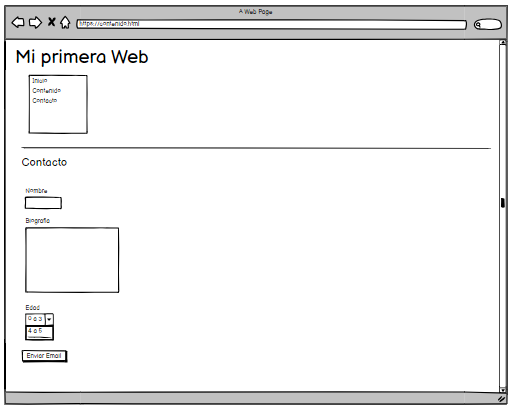 A Web Page
https://contenido.html
Mi primera Web
Inicio
Contenido
Contacto
Contacto
Nombre
Biografia
Edad
0 a 3
4 a 5
Enviar Email